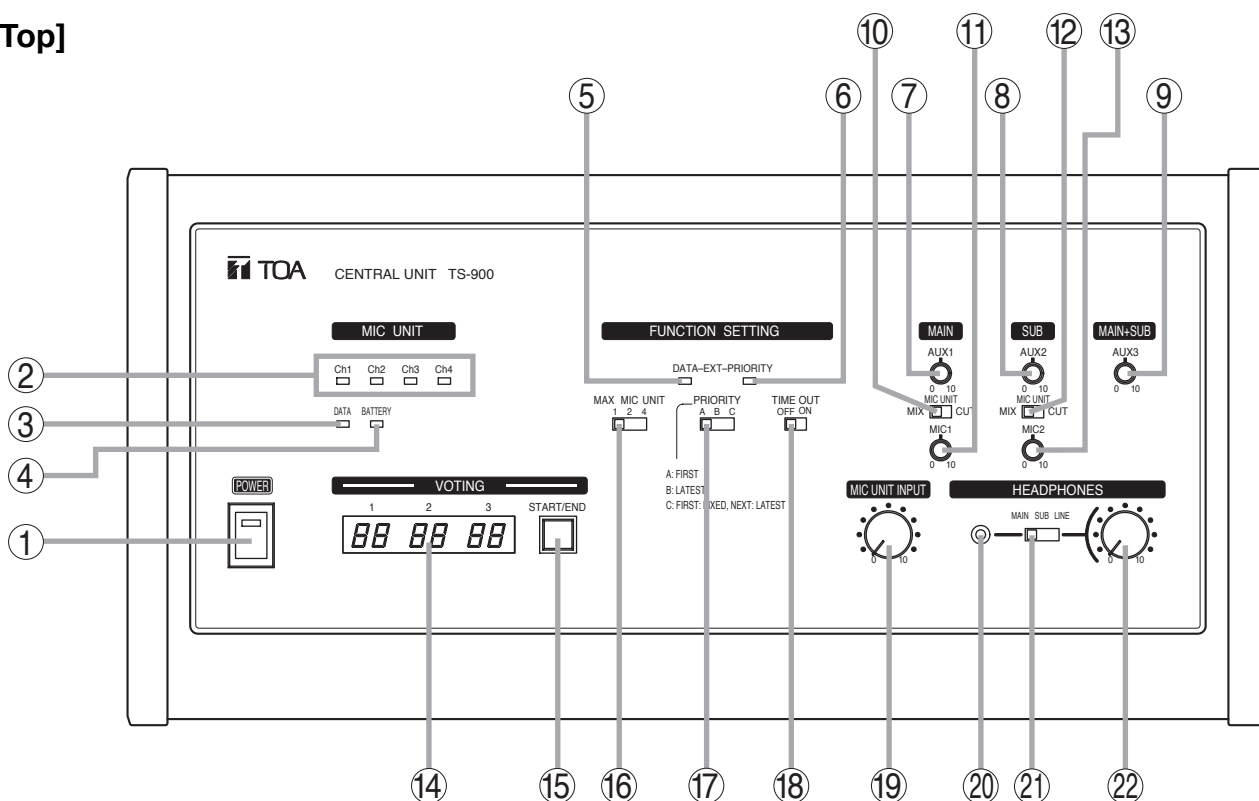 Top]
⑩ ⑪ ⑫ ⑬
⑤ ⑥ ⑦ ⑧ ⑨
TOA CENTRAL UNIT TS-900
MIC UNIT
FUNCTION SETTING
MAIN
SUB
MAIN+SUB
②
Ch1 Ch2 Ch3 Ch4
DATA–EXT–PRIORITY
AUX1
0 10
AUX2
0 10
AUX3
0 10
③
DATA BATTERY
④
MAX MIC UNIT
1 2 4
PRIORITY
A B C
TIME OUT
OFF ON
MIC UNIT
MIX CUT
MIC UNIT
MIX CUT
MIC1
0 10
MIC2
0 10
A: FIRST
B: LATEST
C: FIRST: FIXED, NEXT: LATEST
POWER
①
VOTING
1 2 3
START/END
88 88 88
MIC UNIT INPUT
0 10
HEADPHONES
MAIN SUB LINE
0 10
⑭ ⑮ ⑯ ⑰ ⑱ ⑲ ⑳ ㉑ ㉒